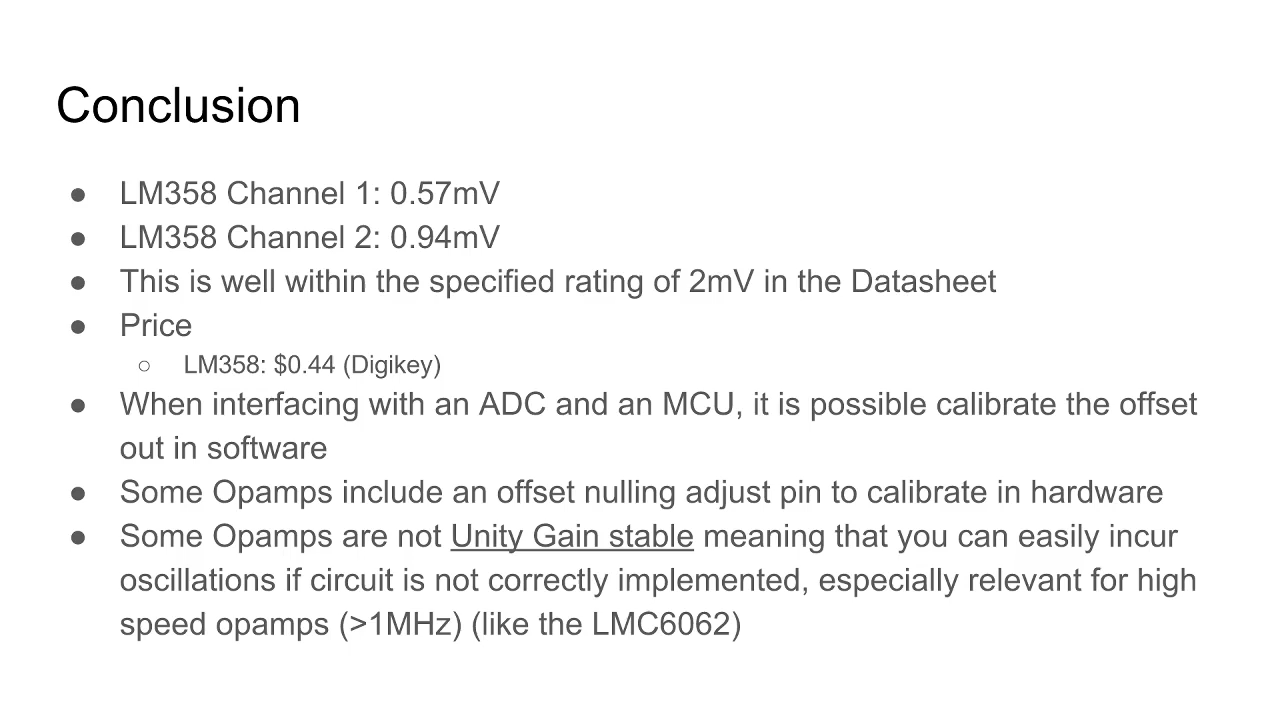 Conclusion
● LM358 Channel 1: 0.57mV
● LM358 Channel 2: 0.94mV
● This is well within the specified rating of 2mV in the Datasheet
● Price
○ LM358: $0.44 (Digikey)
● When interfacing with an ADC and an MCU, it is possible calibrate the offset
out in software
● Some Opamps include an offset nulling adjust pin to calibrate in hardware
● Some Opamps are not Unity Gain stable meaning that you can easily incur
oscillations if circuit is not correctly implemented, especially relevant for high
speed opamps (>1MHz) (like the LMC6062)